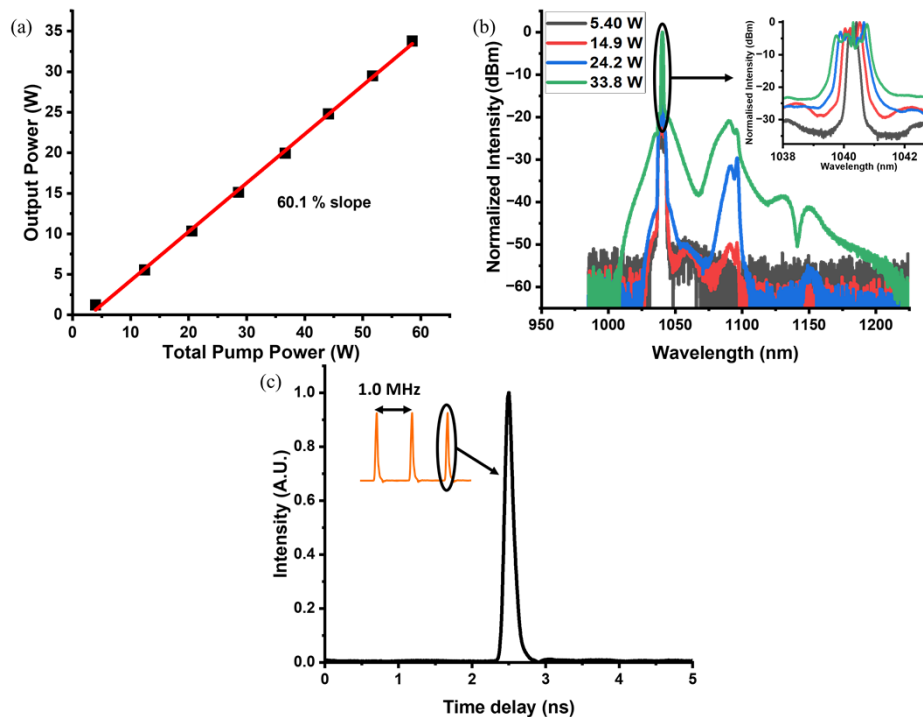 (a)
35
30
25
20
15
10
5
0
0 10 20 30 40 50 60
Output Power (W)
Total Pump Power (W)
60.1 % slope
(b)
5.40 W
14.9 W
24.2 W
33.8 W
0
−10
−20
−30
−40
−50
−60
950 1000 1050 1100 1150 1200
Normalized Intensity (dBm)
Wavelength (nm)
0
−10
−20
−30
1038 1040 1042
Normalised Intensity (dBm)
Wavelength (nm)
(c)
1.0 MHz
1.0
0.8
0.6
0.4
0.2
0.0
0 1 2 3 4 5
Intensity (A.U.)
Time delay (ns)